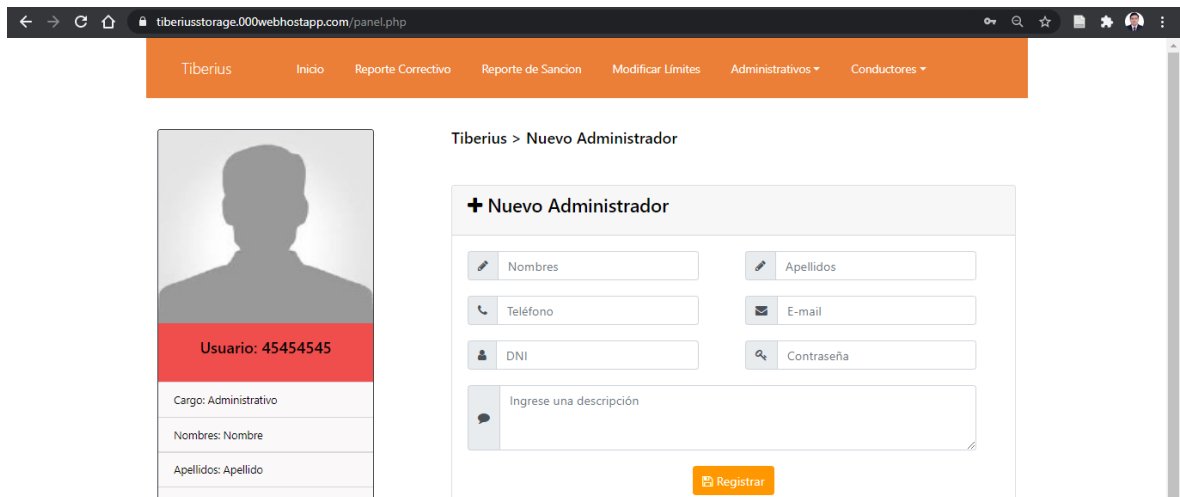 tiberiusstorage.000webhostapp.com/panel.php
Tiberius Inicio Reporte Correctivo Reporte de Sancion Modificar Límites Administrativos Conductores
Tiberius > Nuevo Administrador
Nuevo Administrador
Nombres Apellidos
Teléfono E-mail
DNI Contraseña
Ingrese una descripción
Registrar
Usuario: 45454545
Cargo: Administrativo
Nombres: Nombre
Apellidos: Apellido